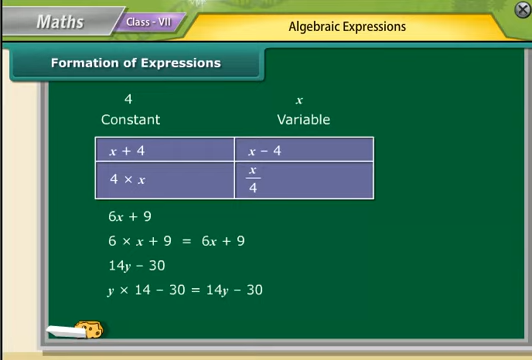 Maths Class - VII Algebraic Expressions
Formation of Expressions
4 x
Constant Variable
x + 4 x − 4
4 × x x/4
6x + 9
6 × x + 9 = 6x + 9
14y − 30
y × 14 − 30 = 14y − 30